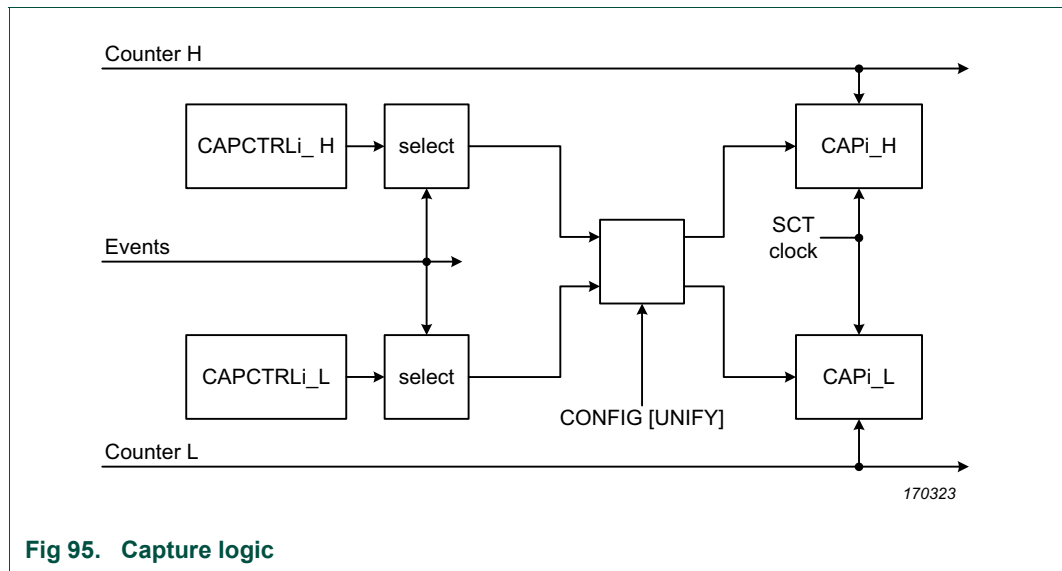 Counter H
CAPCTRLi_ H
select
CAPi_H
Events
SCT
clock
CAPCTRLi_L
select
CAPi_L
CONFIG [UNIFY]
Counter L
170323
Fig 95. Capture logic